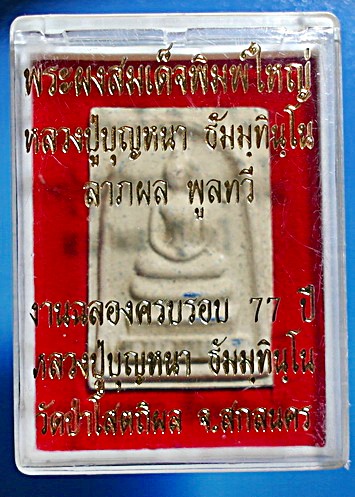 พระผงสมเด็จพิมพ์ใหญ่
หลวงปู่บุญหนา ธัมมฺทินฺโน
ลาภผล พูลทวี
งานฉลองครบรอบ 77 ปี
หลวงปู่บุญหนา ธัมมฺทินฺโน
วัดป่าโสตถิผล จ.สกลนคร